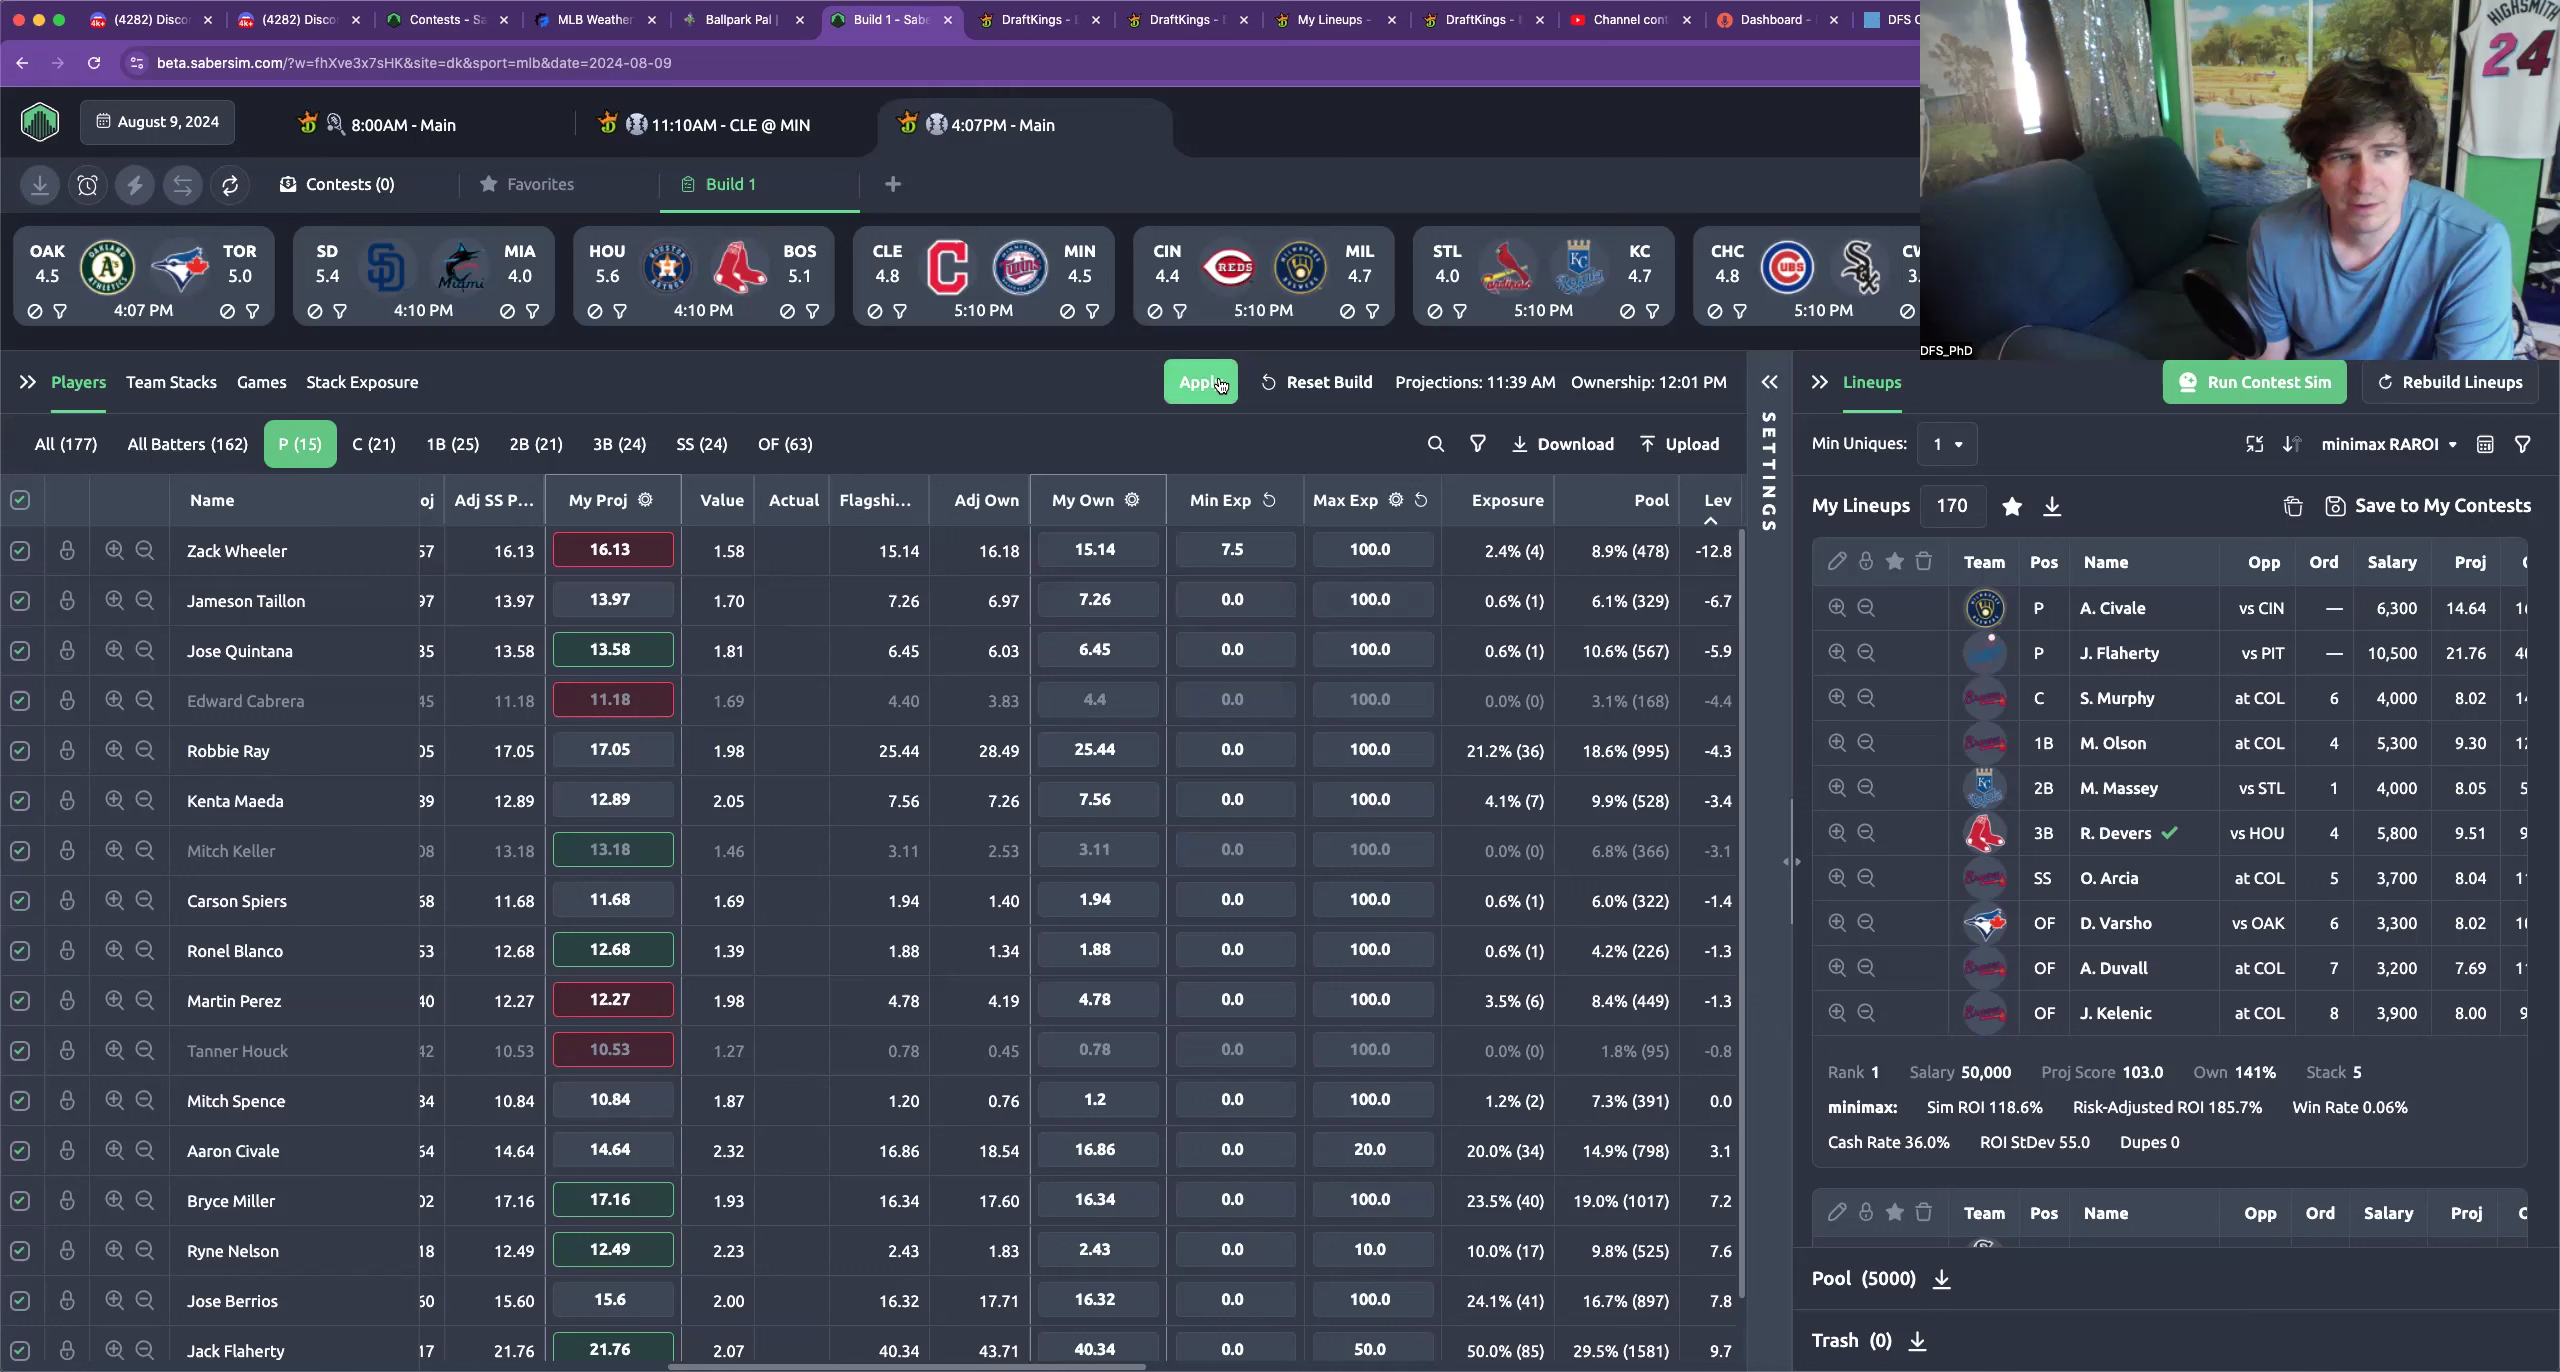 (4282) Disco
(4282) Disco
Contests - S
MLB Weather
Ballpark Pal |
Build 1 - Sabe
DraftKings -
DraftKings -
My Lineups -
DraftKings -
Channel cont
Dashboard -
DFS
beta.sabersim.com/?w=fhXve3x7sHK&site=dk&sport=mlb&date=2024-08-09
HIGHSMITH
24
August 9, 2024
8:00AM - Main
11:10AM - CLE @ MIN
4:07PM - Main
Contests (0)
Favorites
Build 1
OAK 4.5 TOR 5.0 4:07 PM
SD 5.4 MIA 4.0 4:10 PM
HOU 5.6 BOS 5.1 4:10 PM
CLE 4.8 MIN 4.5 5:10 PM
CIN 4.4 MIL 4.7 5:10 PM
STL 4.0 KC 4.7 5:10 PM
CHC 4.8 5:10 PM
DFS_PhD
Players Team Stacks Games Stack Exposure
Apply Reset Build Projections: 11:39 AM Ownership: 12:01 PM
All (177) All Batters (162) P (15) C (21) 1B (25) 2B (21) 3B (24) SS (24) OF (63)
Download Upload
Name oj Adj SS P... My Proj Value Actual Flagshi... Adj Own My Own Min Exp Max Exp Exposure Pool Lev
Zack Wheeler 57 16.13 16.13 1.58 15.14 16.18 15.14 7.5 100.0 2.4% (4) 8.9% (478) -12.8
Jameson Taillon 97 13.97 13.97 1.70 7.26 6.97 7.26 0.0 100.0 0.6% (1) 6.1% (329) -6.7
Jose Quintana 35 13.58 13.58 1.81 6.45 6.03 6.45 0.0 100.0 0.6% (1) 10.6% (567) -5.9
Edward Cabrera 45 11.18 11.18 1.69 4.40 3.83 4.4 0.0 100.0 0.0% (0) 3.1% (168) -4.4
Robbie Ray 05 17.05 17.05 1.98 25.44 28.49 25.44 0.0 100.0 21.2% (36) 18.6% (995) -4.3
Kenta Maeda 89 12.89 12.89 2.05 7.56 7.26 7.56 0.0 100.0 4.1% (7) 9.9% (528) -3.4
Mitch Keller 08 13.18 13.18 1.46 3.11 2.53 3.11 0.0 100.0 0.0% (0) 6.8% (366) -3.1
Carson Spiers 68 11.68 11.68 1.69 1.94 1.40 1.94 0.0 100.0 0.6% (1) 6.0% (322) -1.4
Ronel Blanco 53 12.68 12.68 1.39 1.88 1.34 1.88 0.0 100.0 0.6% (1) 4.2% (226) -1.3
Martin Perez 40 12.27 12.27 1.98 4.78 4.19 4.78 0.0 100.0 3.5% (6) 8.4% (449) -1.3
Tanner Houck 42 10.53 10.53 1.27 0.78 0.45 0.78 0.0 100.0 0.0% (0) 1.8% (95) -0.8
Mitch Spence 84 10.84 10.84 1.87 1.20 0.76 1.2 0.0 100.0 1.2% (2) 7.3% (391) 0.0
Aaron Civale 64 14.64 14.64 2.32 16.86 18.54 16.86 0.0 20.0 20.0% (34) 14.9% (798) 3.1
Bryce Miller 02 17.16 17.16 1.93 16.34 17.60 16.34 0.0 100.0 23.5% (40) 19.0% (1017) 7.2
Ryne Nelson 18 12.49 12.49 2.23 2.43 1.83 2.43 0.0 10.0 10.0% (17) 9.8% (525) 7.6
Jose Berrios 60 15.60 15.6 2.00 16.32 17.71 16.32 0.0 100.0 24.1% (41) 16.7% (897) 7.8
Jack Flaherty 17 21.76 21.76 2.07 40.34 43.71 40.34 0.0 50.0 50.0% (85) 29.5% (1581) 9.7
SETTINGS
Lineups
Run Contest Sim Rebuild Lineups
Min Uniques: 1 minimax RAROI
My Lineups 170 Save to My Contests
Team Pos Name Opp Ord Salary Proj
P A. Civale vs CIN — 6,300 14.64
P J. Flaherty vs PIT — 10,500 21.76
C S. Murphy at COL 6 4,000 8.02
1B M. Olson at COL 4 5,300 9.30
2B M. Massey vs STL 1 4,000 8.05
3B R. Devers vs HOU 4 5,800 9.51
SS O. Arcia at COL 5 3,700 8.04
OF D. Varsho vs OAK 6 3,300 8.02
OF A. Duvall at COL 7 3,200 7.69
OF J. Kelenic at COL 8 3,900 8.00
Rank 1 Salary 50,000 Proj Score 103.0 Own 141% Stack 5
minimax: Sim ROI 118.6% Risk-Adjusted ROI 185.7% Win Rate 0.06%
Cash Rate 36.0% ROI StDev 55.0 Dupes 0
Team Pos Name Opp Ord Salary Proj
Pool (5000)
Trash (0)